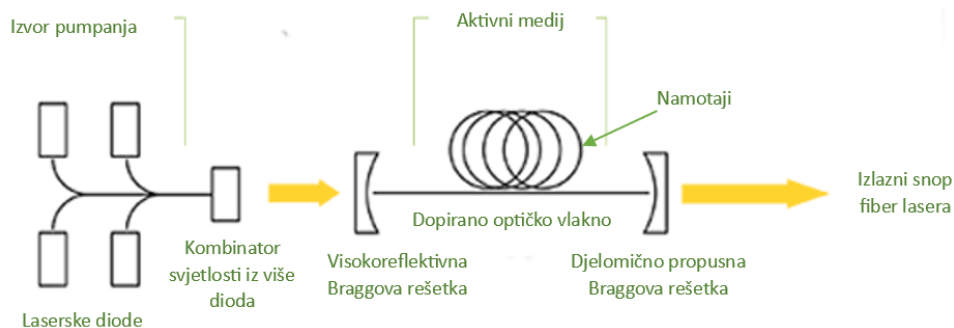 Izvor pumpanja
Aktivni medij
Namotaji
Izlazni snop
fiber lasera
Dopirano optičko vlakno
Kombinator
svjetlosti iz više
dioda
Visokoreflektivna
Braggova rešetka
Djelomično propusna
Braggova rešetka
Laserske diode